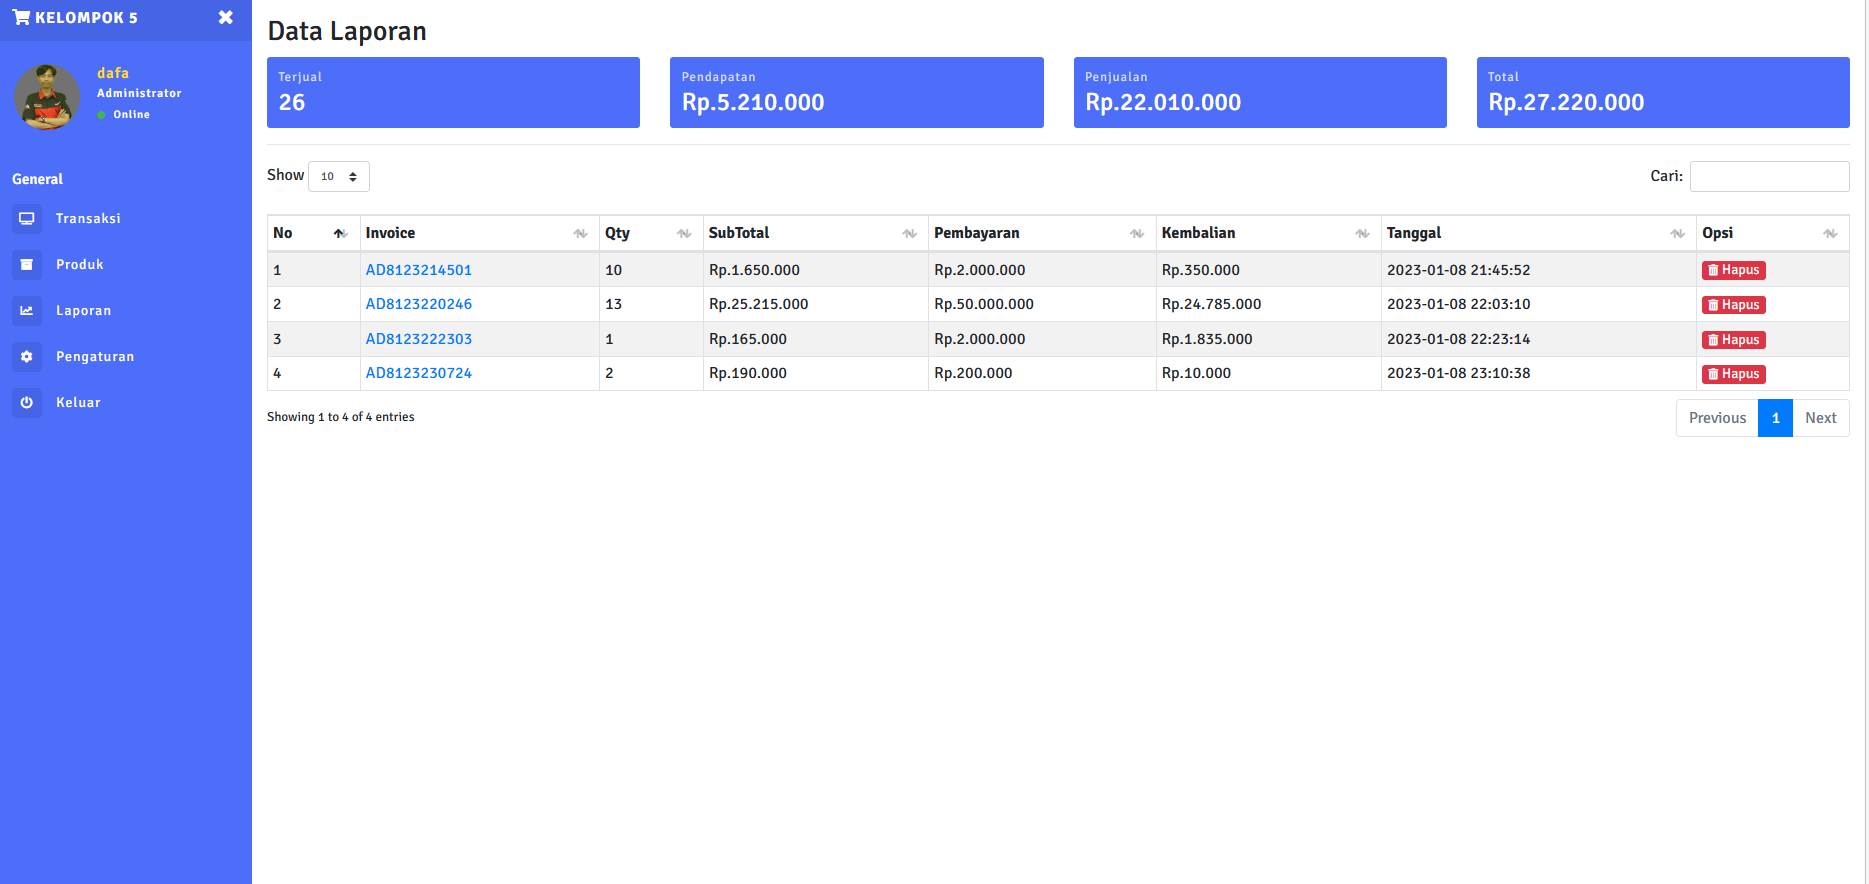 KELOMPOK 5
dafa
Administrator
Online
General
Transaksi
Produk
Laporan
Pengaturan
Keluar
Data Laporan
Terjual
26
Pendapatan
Rp.5.210.000
Penjualan
Rp.22.010.000
Total
Rp.27.220.000
Show 10
Cari:
No Invoice Qty SubTotal Pembayaran Kembalian Tanggal Opsi
1 AD8123214501 10 Rp.1.650.000 Rp.2.000.000 Rp.350.000 2023-01-08 21:45:52 Hapus
2 AD8123220246 13 Rp.25.215.000 Rp.50.000.000 Rp.24.785.000 2023-01-08 22:03:10 Hapus
3 AD8123222303 1 Rp.165.000 Rp.2.000.000 Rp.1.835.000 2023-01-08 22:23:14 Hapus
4 AD8123230724 2 Rp.190.000 Rp.200.000 Rp.10.000 2023-01-08 23:10:38 Hapus
Showing 1 to 4 of 4 entries
Previous 1 Next